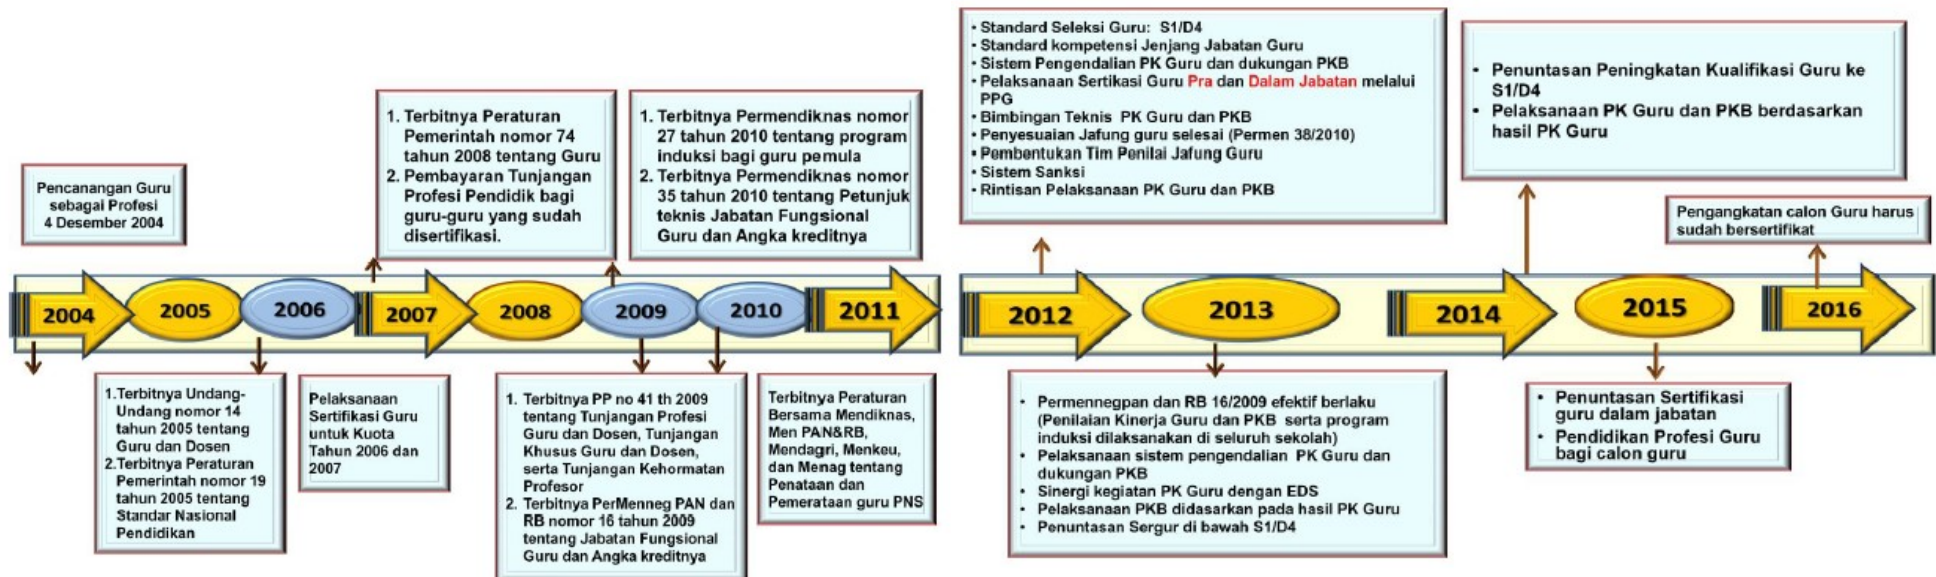 Pencanangan Guru
sebagai Profesi
4 Desember 2004
1. Terbitnya Peraturan
Pemerintah nomor 74
tahun 2008 tentang Guru
2. Pembayaran Tunjangan
Profesi Pendidik bagi
guru-guru yang sudah
disertifikasi.
1. Terbitnya Permendiknas nomor
27 tahun 2010 tentang program
induksi bagi guru pemula
2. Terbitnya Permendiknas nomor
35 tahun 2010 tentang Petunjuk
teknis Jabatan Fungsional
Guru dan Angka kreditnya
• Standard Seleksi Guru: S1/D4
• Standard kompetensi Jenjang Jabatan Guru
• Sistem Pengendalian PK Guru dan dukungan PKB
• Pelaksanaan Sertikasi Guru Pra dan Dalam Jabatan melalui
PPG
• Bimbingan Teknis PK Guru dan PKB
• Penyesuaian Jafung guru selesai (Permen 38/2010)
• Pembentukan Tim Penilai Jafung Guru
• Sistem Sanksi
• Rintisan Pelaksanaan PK Guru dan PKB
• Penuntasan Peningkatan Kualifikasi Guru ke
S1/D4
• Pelaksanaan PK Guru dan PKB berdasarkan
hasil PK Guru
Pengangkatan calon Guru harus
sudah bersertifikat
2004
2005
2006
2007
2008
2009
2010
2011
2012
2013
2014
2015
2016
1.Terbitnya Undang-
Undang nomor 14
tahun 2005 tentang
Guru dan Dosen
2.Terbitnya Peraturan
Pemerintah nomor 19
tahun 2005 tentang
Standar Nasional
Pendidikan
Pelaksanaan
Sertifikasi Guru
untuk Kuota
Tahun 2006 dan
2007
1. Terbitnya PP no 41 th 2009
tentang Tunjangan Profesi
Guru dan Dosen, Tunjangan
Khusus Guru dan Dosen,
serta Tunjangan Kehormatan
Profesor
2. Terbitnya PerMenneg PAN dan
RB nomor 16 tahun 2009
tentang Jabatan Fungsional
Guru dan Angka kreditnya
Terbitnya Peraturan
Bersama Mendiknas,
Men PAN&RB,
Mendagri, Menkeu,
dan Menag tentang
Penataan dan
Pemerataan guru PNS
• Permennegpan dan RB 16/2009 efektif berlaku
(Penilaian Kinerja Guru dan PKB serta program
induksi dilaksanakan di seluruh sekolah)
• Pelaksanaan sistem pengendalian PK Guru dan
dukungan PKB
• Sinergi kegiatan PK Guru dengan EDS
• Pelaksanaan PKB didasarkan pada hasil PK Guru
• Penuntasan Sergur di bawah S1/D4
• Penuntasan Sertifikasi
guru dalam jabatan
• Pendidikan Profesi Guru
bagi calon guru